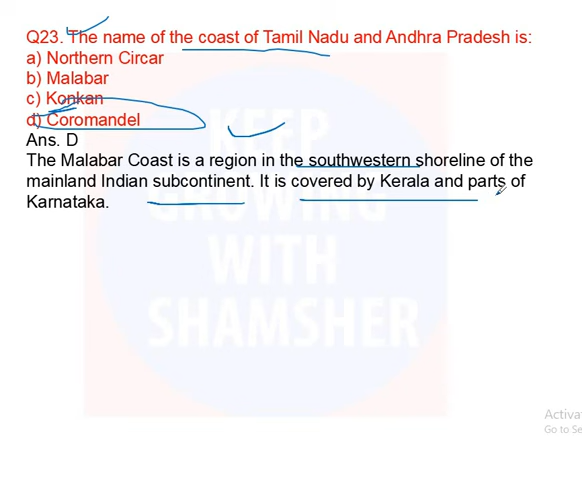 Q23. The name of the coast of Tamil Nadu and Andhra Pradesh is:
a) Northern Circar
b) Malabar
c) Konkan
d) Coromandel
Ans. D
The Malabar Coast is a region in the southwestern shoreline of the
mainland Indian subcontinent. It is covered by Kerala and parts of
Karnataka.
KEEP
GROWING
WITH
SHAMSHER
Activa
Go to Se